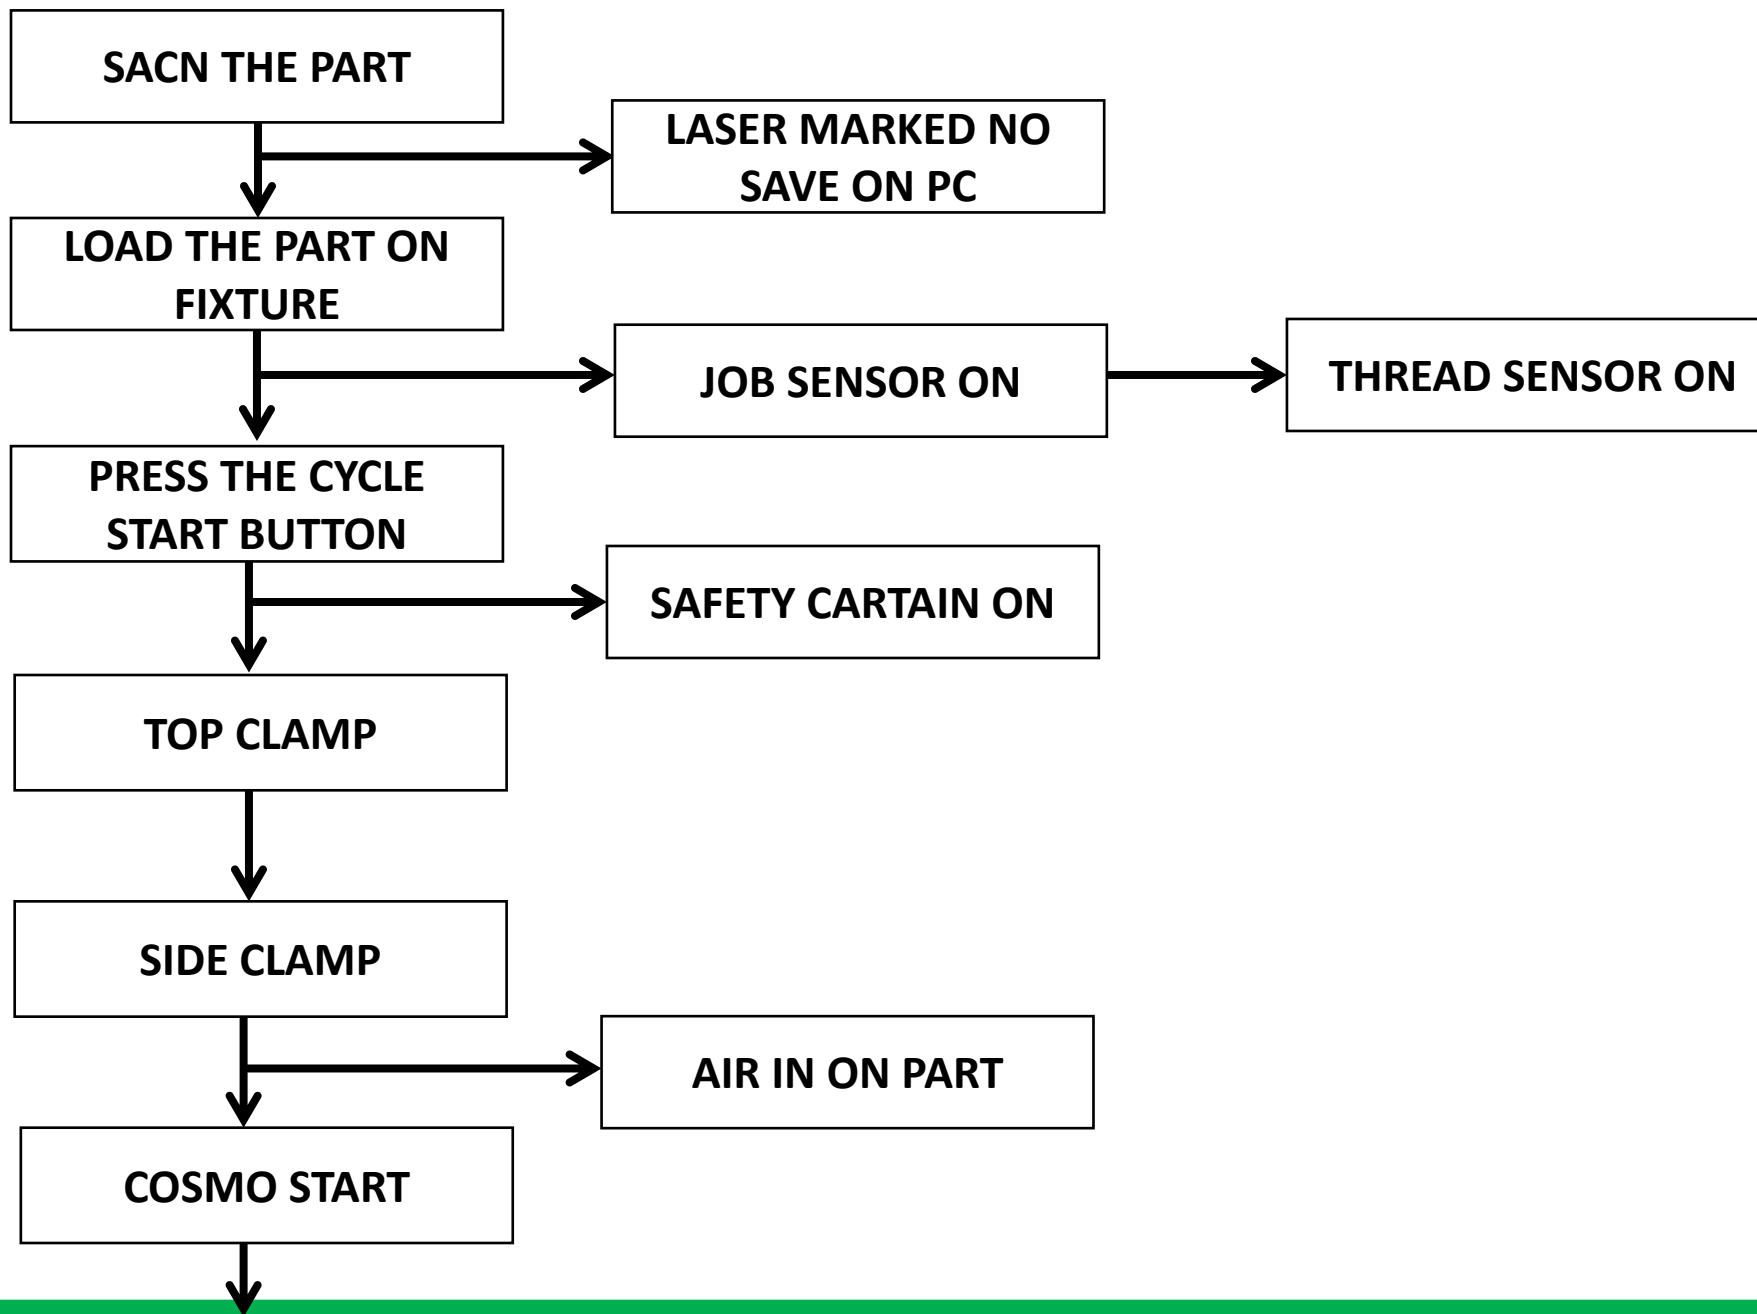 SACN THE PART
LASER MARKED NO
SAVE ON PC
LOAD THE PART ON
FIXTURE
JOB SENSOR ON
THREAD SENSOR ON
PRESS THE CYCLE
START BUTTON
SAFETY CARTAIN ON
TOP CLAMP
SIDE CLAMP
AIR IN ON PART
COSMO START